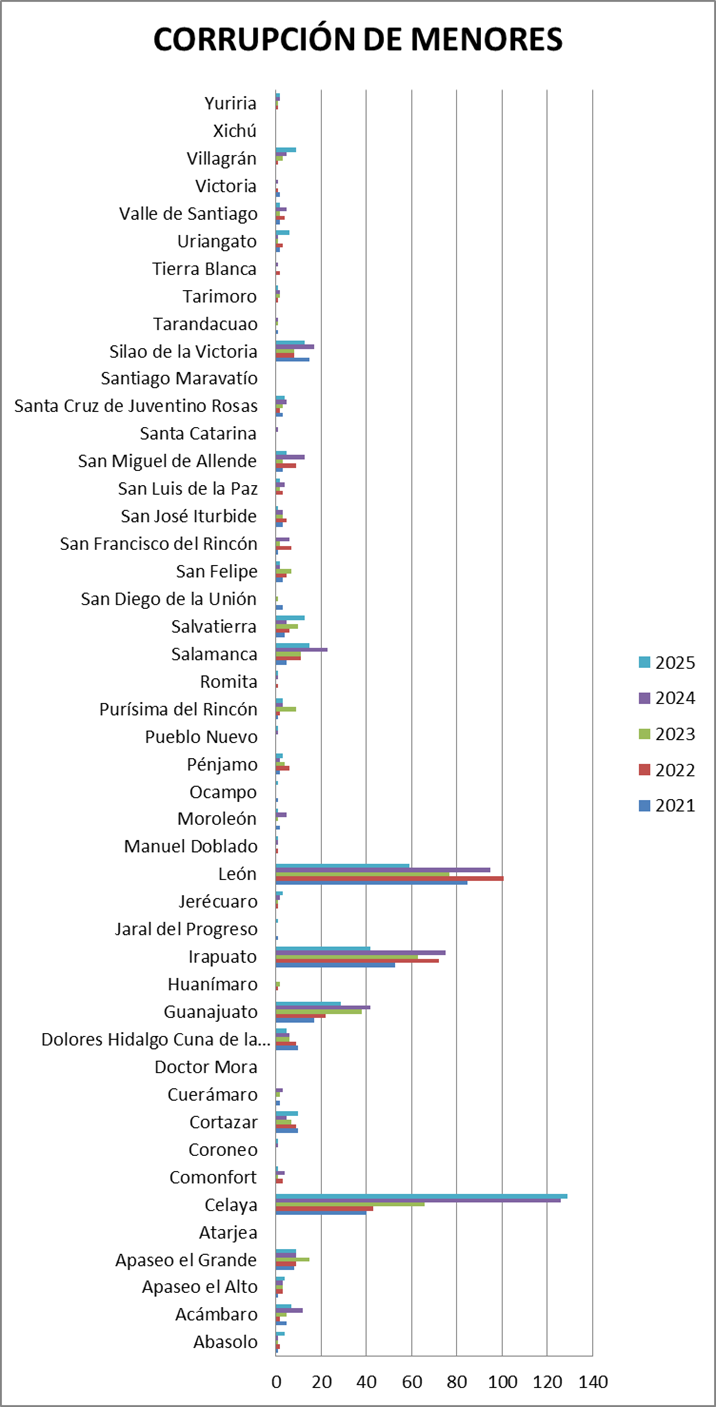 CORRUPCIÓN DE MENORES
Yuriria
Xichú
Villagrán
Victoria
Valle de Santiago
Uriangato
Tierra Blanca
Tarimoro
Tarandacuao
Silao de la Victoria
Santiago Maravatío
Santa Cruz de Juventino Rosas
Santa Catarina
San Miguel de Allende
San Luis de la Paz
San José Iturbide
San Francisco del Rincón
San Felipe
San Diego de la Unión
Salvatierra
Salamanca
Romita
Purísima del Rincón
Pueblo Nuevo
Pénjamo
Ocampo
Moroleón
Manuel Doblado
León
Jerécuaro
Jaral del Progreso
Irapuato
Huanímaro
Guanajuato
Dolores Hidalgo Cuna de la...
Doctor Mora
Cuerámaro
Cortazar
Coroneo
Comonfort
Celaya
Atarjea
Apaseo el Grande
Apaseo el Alto
Acámbaro
Abasolo
0 20 40 60 80 100 120 140
2025
2024
2023
2022
2021